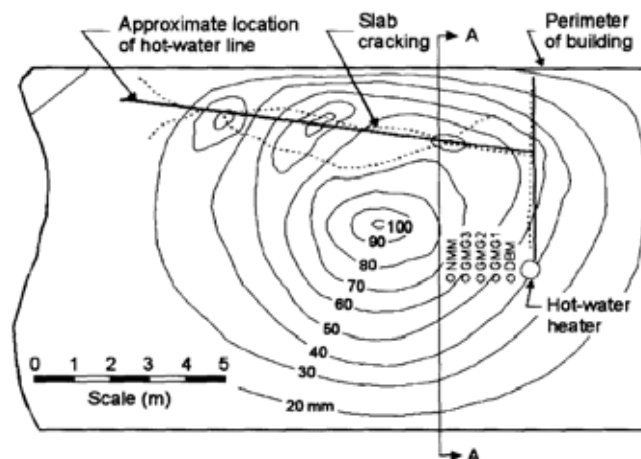 Approximate location
of hot-water line
Slab
cracking
A
Perimeter
of building
100
90
80
70
60
50
40
30
20 mm
NMM
GMG3
GMG2
GMG1
DBM
Hot-water
heater
0 1 2 3 4 5
Scale (m)
A